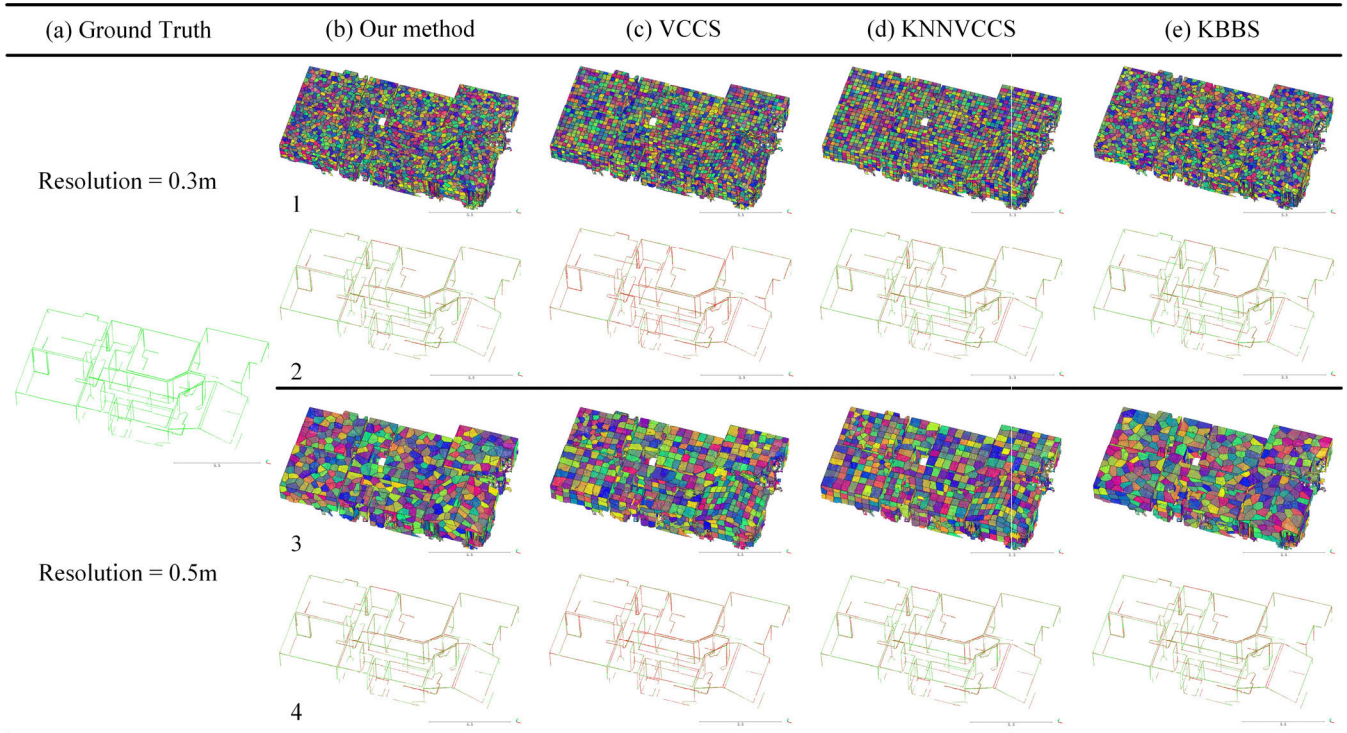 (a) Ground Truth
(b) Our method
(c) VCCS
(d) KNNVCCS
(e) KBBS
Resolution = 0.3m
1
2
Resolution = 0.5m
3
4